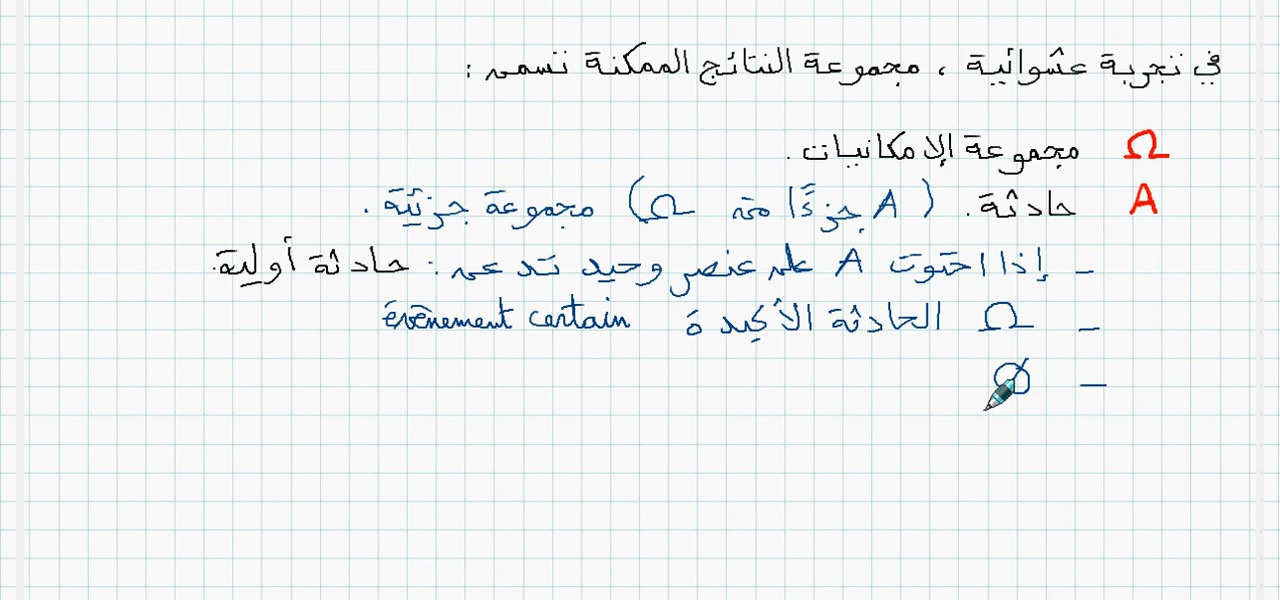 في تجربة عشوائية ، مجموعة النتائج الممكنة تسمى :
Ω مجموعة الإمكانيات .
A حادثة . ( A جزءًا من Ω ) مجموعة جزئية .
- إذا احتوت A على عنصر وحيد تدعى : حادثة أولية .
- Ω الحادثة الأكيدة évènement certain
- ∅